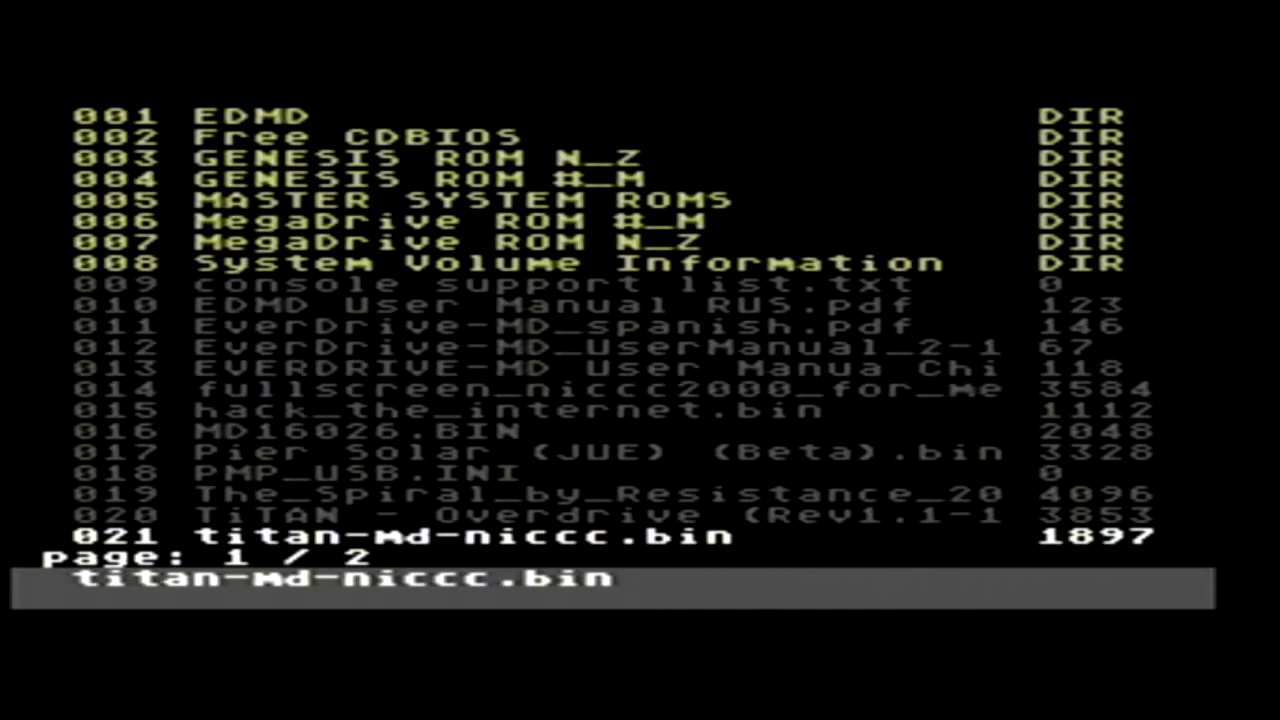 001 EDMD DIR
002 Free CDBIOS DIR
003 GENESIS ROM N_Z DIR
004 GENESIS ROM #_M DIR
005 MASTER SYSTEM ROMS DIR
006 MegaDrive ROM #_M DIR
007 MegaDrive ROM N_Z DIR
008 System Volume Information DIR
009 console support list.txt 0
010 EDMD User Manual RUS.pdf 123
011 EverDrive-MD_spanish.pdf 146
012 EverDrive-MD_UserManual_2-1 67
013 EVERDRIVE-MD User Manua Chi 118
014 fullscreen_niccc2000_for_me 3584
015 hack_the_internet.bin 1112
016 MD16026.BIN 2048
017 Pier Solar (JUE) (Beta).bin 3328
018 PMP_USB.INI 0
019 The_Spiral_by_Resistance_20 4096
020 TiTAN - Overdrive (Rev1.1-1 3853
021 titan-md-niccc.bin 1897
page: 1 / 2
titan-md-niccc.bin